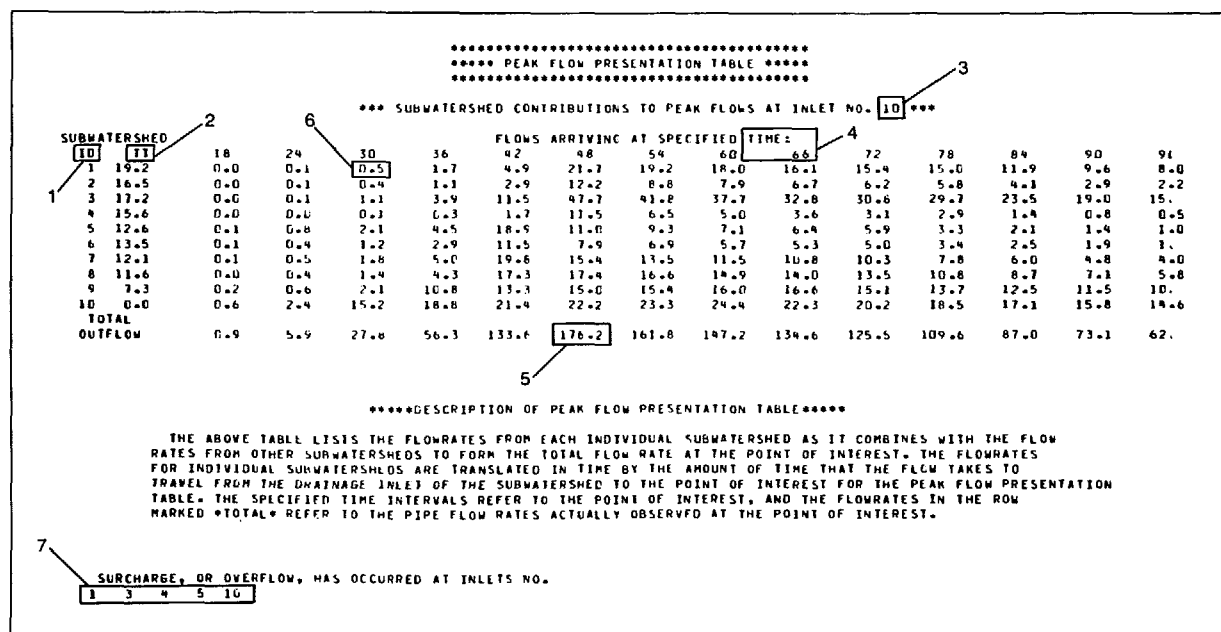 ****************************************
***** PEAK FLOW PRESENTATION TABLE *****
****************************************
3
*** SUBWATERSHED CONTRIBUTIONS TO PEAK FLOWS AT INLET NO. 10 ***
SUBWATERSHED 2 6 FLOWS ARRIVING AT SPECIFIED TIME: 4
ID TT 18 24 30 36 42 48 54 60 66 72 78 84 90
1 19.2 0.0 0.1 0.5 1.7 4.9 21.7 19.2 18.0 16.1 15.4 15.0 11.9 9.6 8.0
1
2 16.5 0.0 0.1 0.4 1.1 2.9 12.2 8.8 7.9 6.7 6.2 5.8 4.1 2.9 2.2
3 17.2 0.0 0.1 1.1 3.9 11.5 47.7 41.8 37.7 32.8 30.6 29.7 23.5 19.0 15.
4 15.6 0.0 0.0 0.1 0.3 1.7 11.5 6.5 5.0 3.6 3.1 2.9 1.4 0.8 0.5
5 12.6 0.1 0.8 2.1 4.5 18.9 11.0 9.3 7.1 6.4 5.9 3.3 2.1 1.4 1.0
6 13.5 0.1 0.4 1.2 2.9 11.5 7.9 6.9 5.7 5.3 5.0 3.4 2.5 1.9 1.
7 12.1 0.1 0.5 1.8 5.0 19.6 15.4 13.5 11.5 10.8 10.3 7.8 6.0 4.8 4.0
8 11.6 0.0 0.4 1.4 4.3 17.3 17.4 16.6 14.9 14.0 13.5 10.8 8.7 7.1 5.8
9 7.3 0.2 0.6 2.1 10.8 13.3 15.0 15.4 16.0 16.6 15.1 13.7 12.5 11.5 10.
10 0.0 0.6 2.4 15.2 18.8 21.4 22.2 23.3 24.4 22.3 20.2 18.5 17.1 15.8 14.6
TOTAL
OUTFLOW 0.9 5.9 27.8 56.3 133.6 176.2 161.8 147.2 134.6 125.5 109.6 87.0 73.1 62.
5
*****DESCRIPTION OF PEAK FLOW PRESENTATION TABLE*****
THE ABOVE TABLE LISTS THE FLOWRATES FROM EACH INDIVIDUAL SUBWATERSHED AS IT COMBINES WITH THE FLOW
RATES FROM OTHER SUBWATERSHEDS TO FORM THE TOTAL FLOW RATE AT THE POINT OF INTEREST. THE FLOWRATES
FOR INDIVIDUAL SUBWATERSHEDS ARE TRANSLATED IN TIME BY THE AMOUNT OF TIME THAT THE FLOW TAKES TO
TRAVEL FROM THE DRAINAGE INLET OF THE SUBWATERSHED TO THE POINT OF INTEREST FOR THE PEAK FLOW PRESENTATION
TABLE. THE SPECIFIED TIME INTERVALS REFER TO THE POINT OF INTEREST, AND THE FLOWRATES IN THE ROW
MARKED *TOTAL* REFER TO THE PIPE FLOW RATES ACTUALLY OBSERVED AT THE POINT OF INTEREST.
7
SURCHARGE, OR OVERFLOW, HAS OCCURRED AT INLETS NO.
1 3 4 5 10